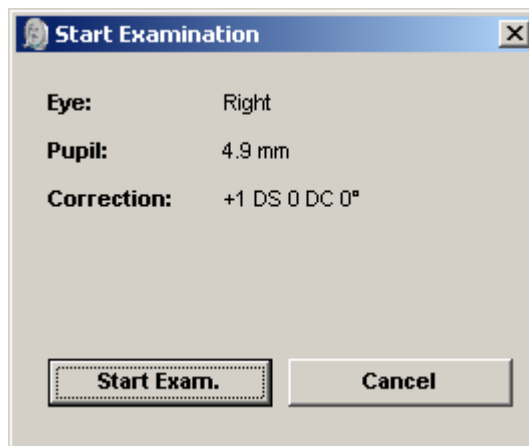 Start Examination
Eye: Right
Pupil: 4.9 mm
Correction: +1 DS 0 DC 0°
Start Exam. Cancel